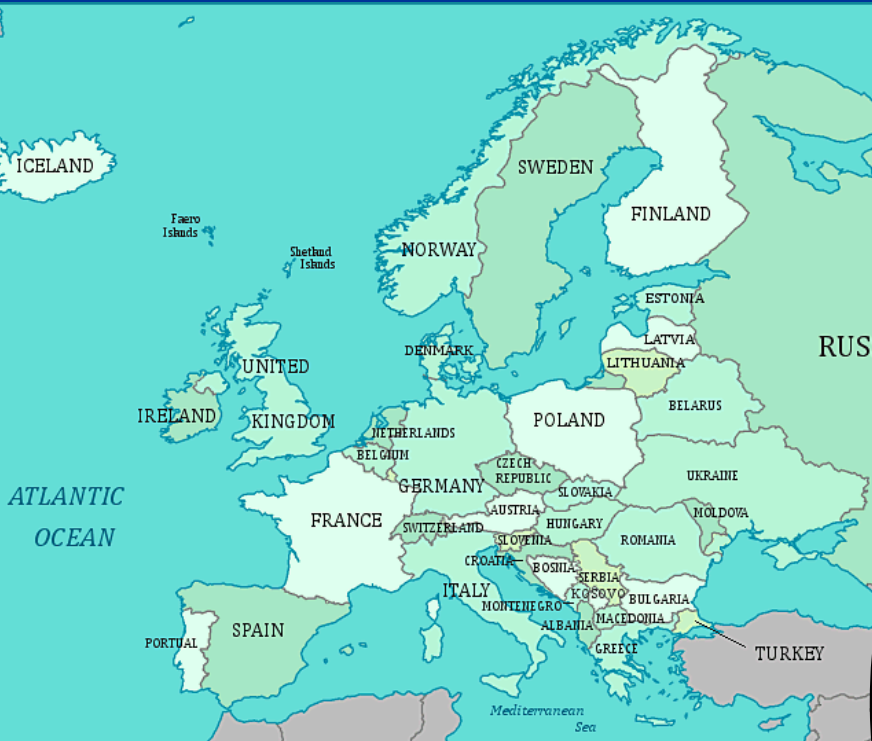 ICELAND
SWEDEN
Faero
Islands
FINLAND
NORWAY
Shetland
Islands
ESTONIA
RUS
LATVIA
DENMARK
LITHUANIA
UNITED
KINGDOM
IRELAND
BELARUS
POLAND
NETHERLANDS
BELGIUM
CZECH
REPUBLIC
UKRAINE
GERMANY
SLOVAKIA
ATLANTIC
OCEAN
AUSTRIA
MOLDOVA
FRANCE
SWITZERLAND
HUNGARY
SLOVENIA
ROMANIA
CROATIA
BOSNIA
SERBIA
ITALY
KOSOVO
MONTENEGRO
BULGARIA
SPAIN
ALBANIA
MACEDONIA
PORTUAL
GREECE
TURKEY
Mediterranean
Sea